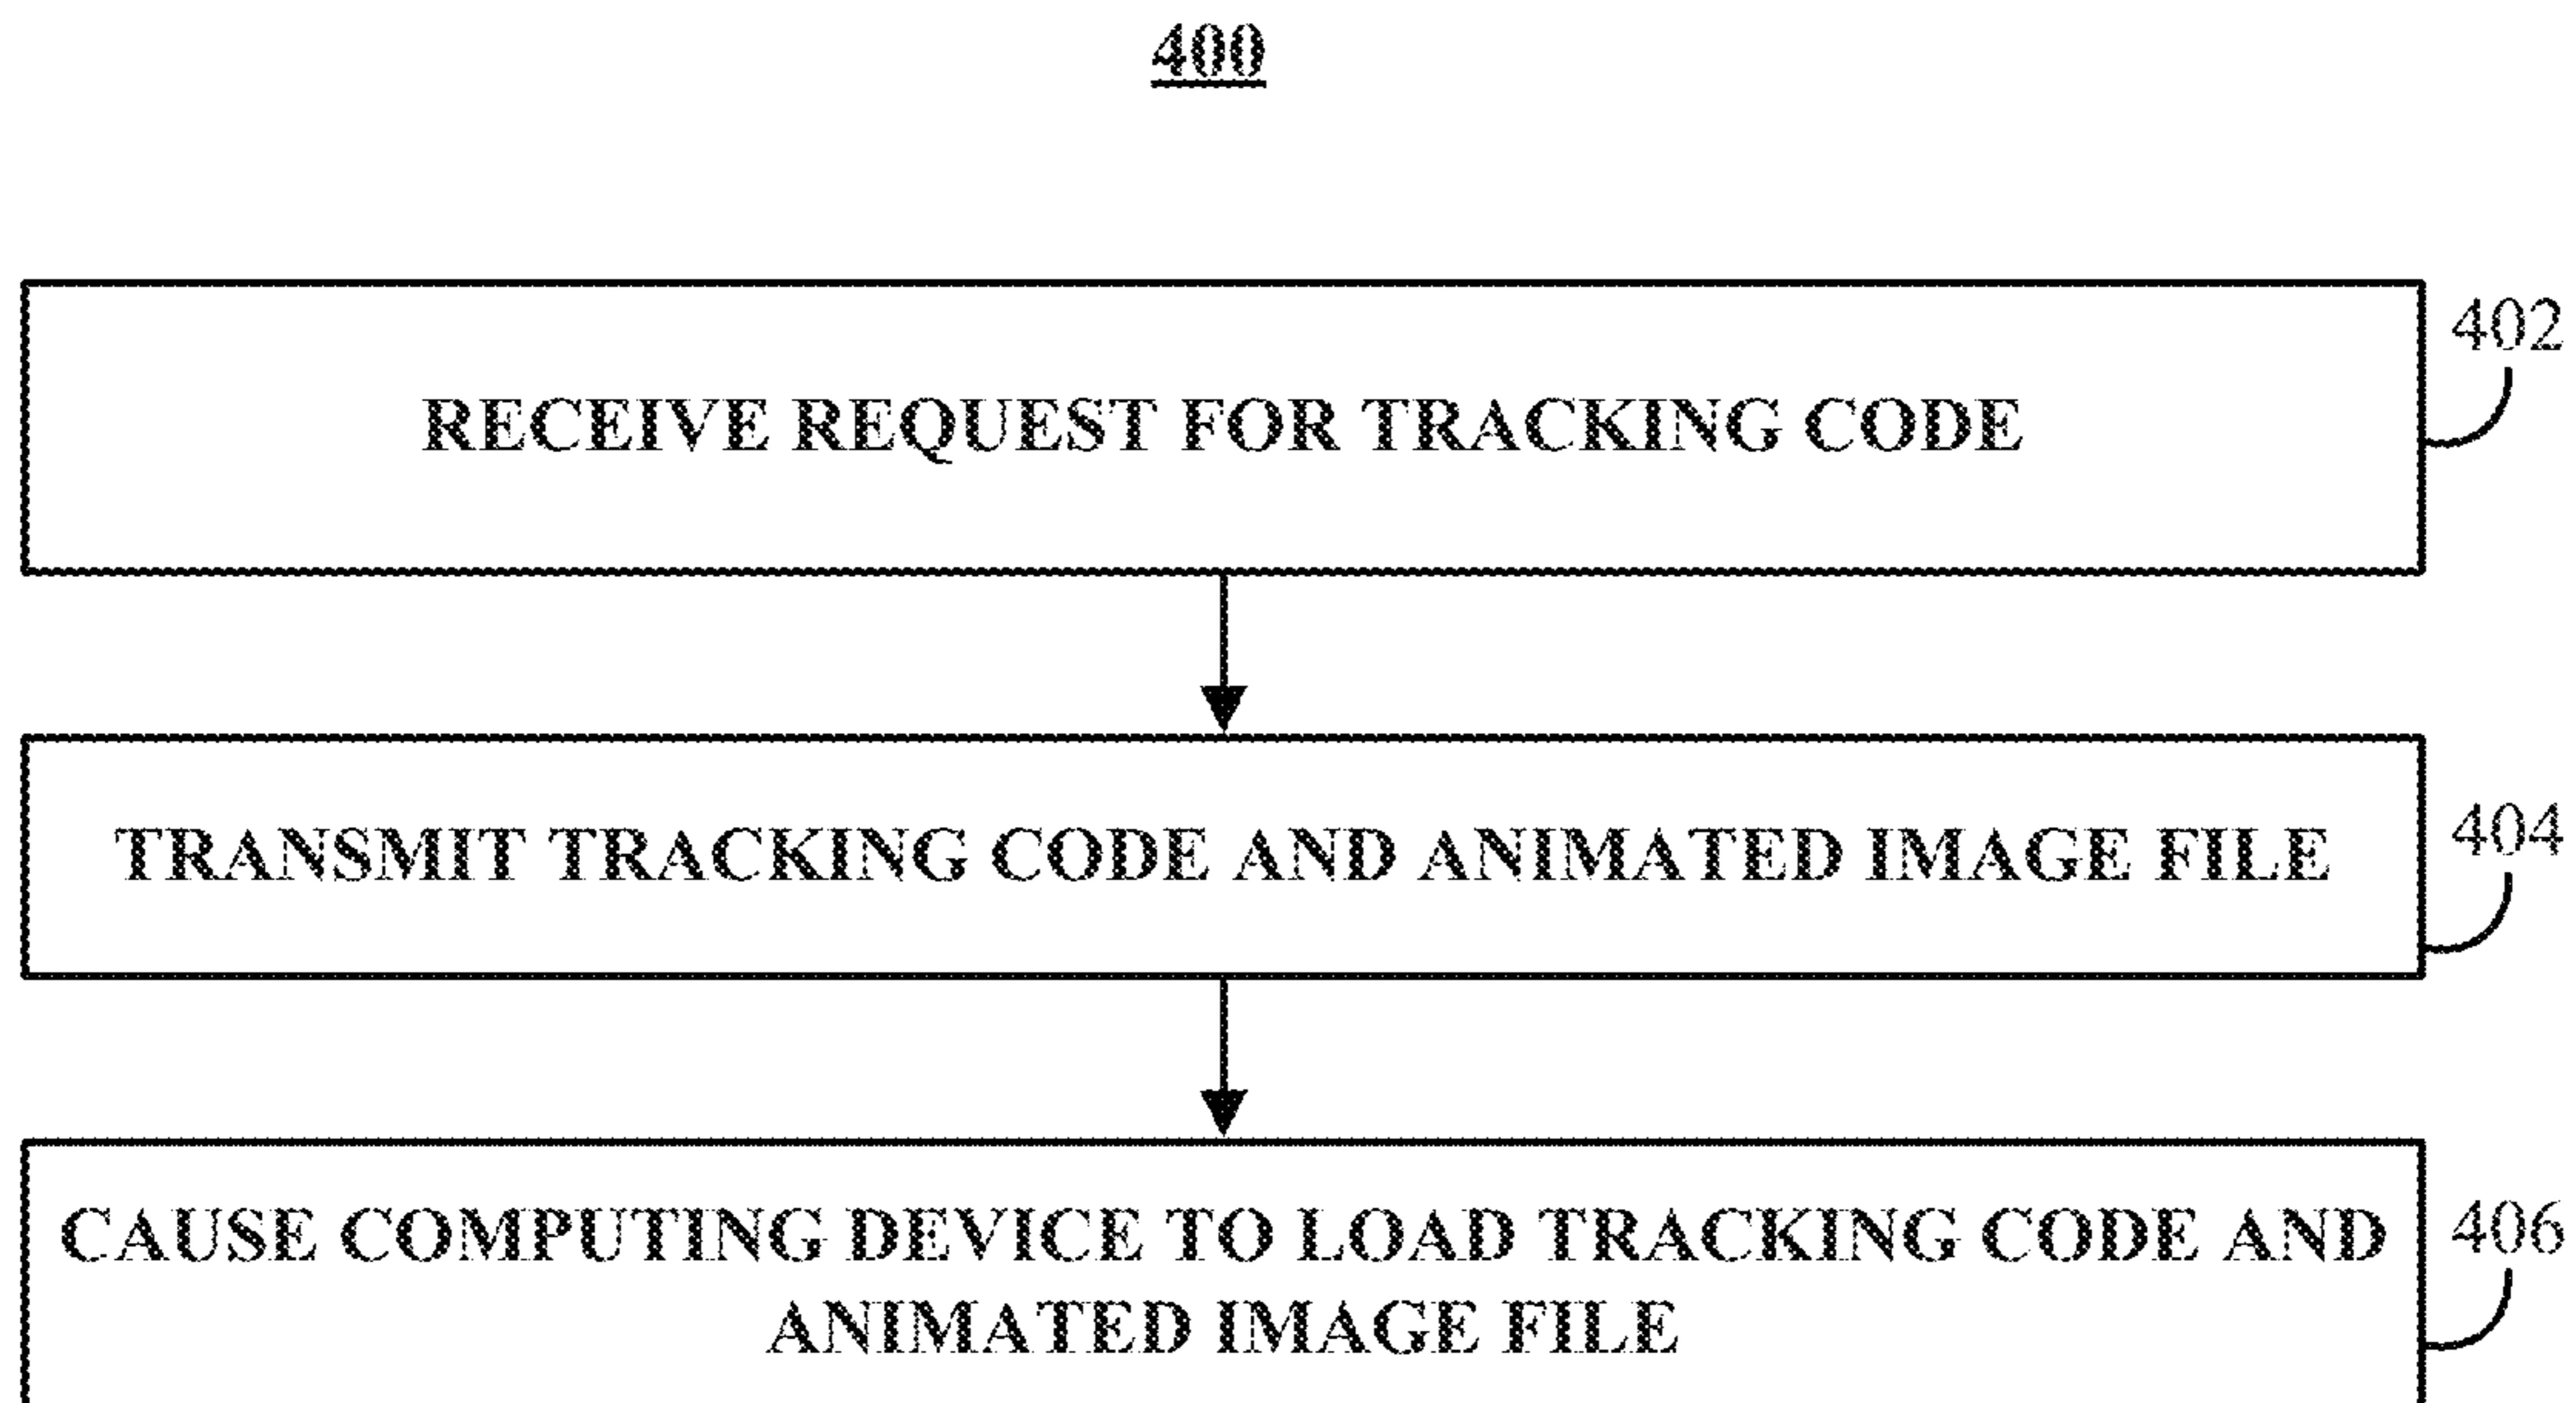 400
RECEIVE REQUEST FOR TRACKING CODE
402
TRANSMIT TRACKING CODE AND ANIMATED IMAGE FILE
404
CAUSE COMPUTING DEVICE TO LOAD TRACKING CODE AND
ANIMATED IMAGE FILE
406